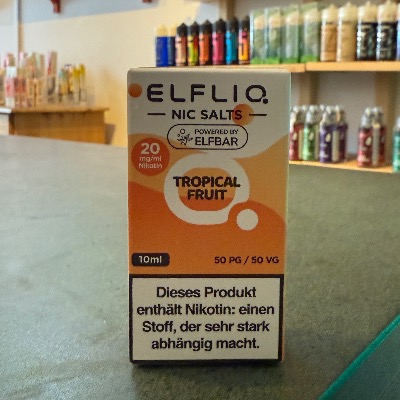 ELFLIQ
NIC SALTS
POWERED BY
ELFBAR
20
mg/ml
Nikotin
TROPICAL
FRUIT
10ml
50 PG / 50 VG
Dieses Produkt
enthält Nikotin: einen
Stoff, der sehr stark
abhängig macht.